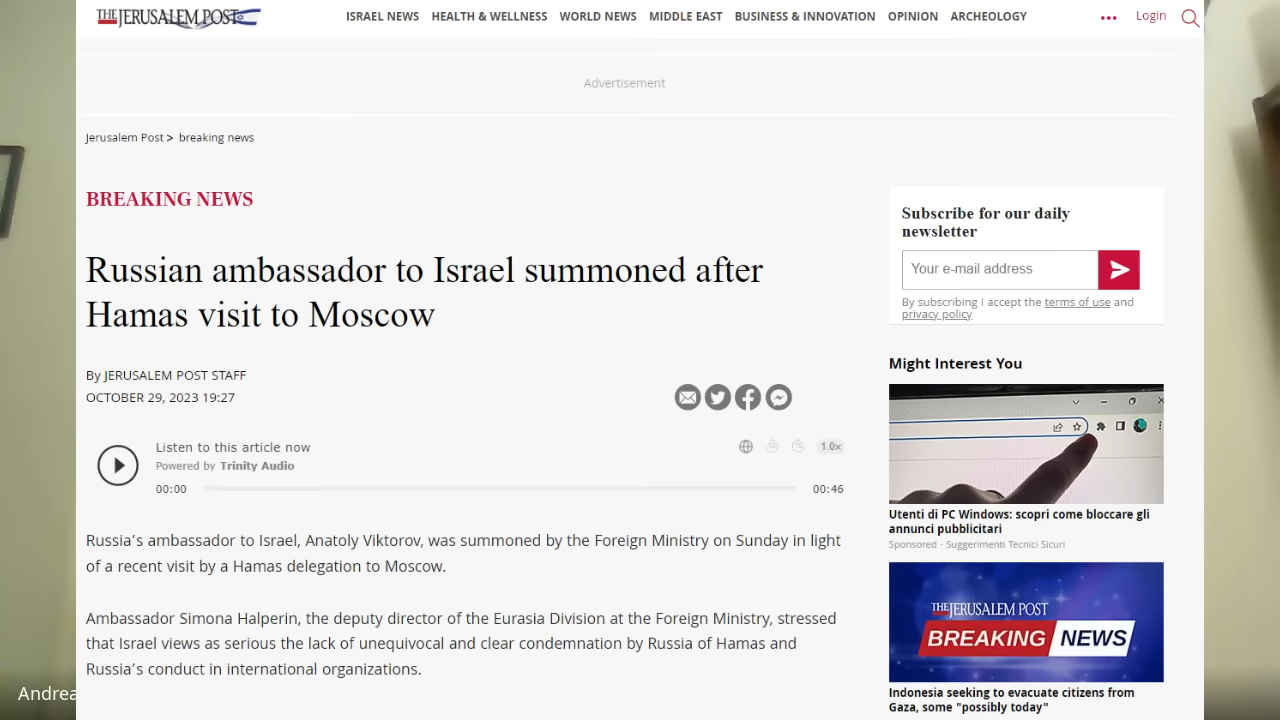 THE JERUSALEM POST
ISRAEL NEWS HEALTH & WELLNESS WORLD NEWS MIDDLE EAST BUSINESS & INNOVATION OPINION ARCHEOLOGY
Login
Advertisement
Jerusalem Post > breaking news
BREAKING NEWS
Russian ambassador to Israel summoned after
Hamas visit to Moscow
By JERUSALEM POST STAFF
OCTOBER 29, 2023 19:27
Listen to this article now
Powered by Trinity Audio
1.0x
00:00
00:46
Russia's ambassador to Israel, Anatoly Viktorov, was summoned by the Foreign Ministry on Sunday in light
of a recent visit by a Hamas delegation to Moscow.
Ambassador Simona Halperin, the deputy director of the Eurasia Division at the Foreign Ministry, stressed
that Israel views as serious the lack of unequivocal and clear condemnation by Russia of Hamas and
Russia's conduct in international organizations.
Subscribe for our daily
newsletter
Your e-mail address
By subscribing I accept the terms of use and
privacy policy
Might Interest You
Utenti di PC Windows: scopri come bloccare gli
annunci pubblicitari
Sponsored - Suggerimenti Tecnici Sicuri
THE JERUSALEM POST
BREAKING NEWS
Indonesia seeking to evacuate citizens from
Gaza, some "possibly today"
Andrea